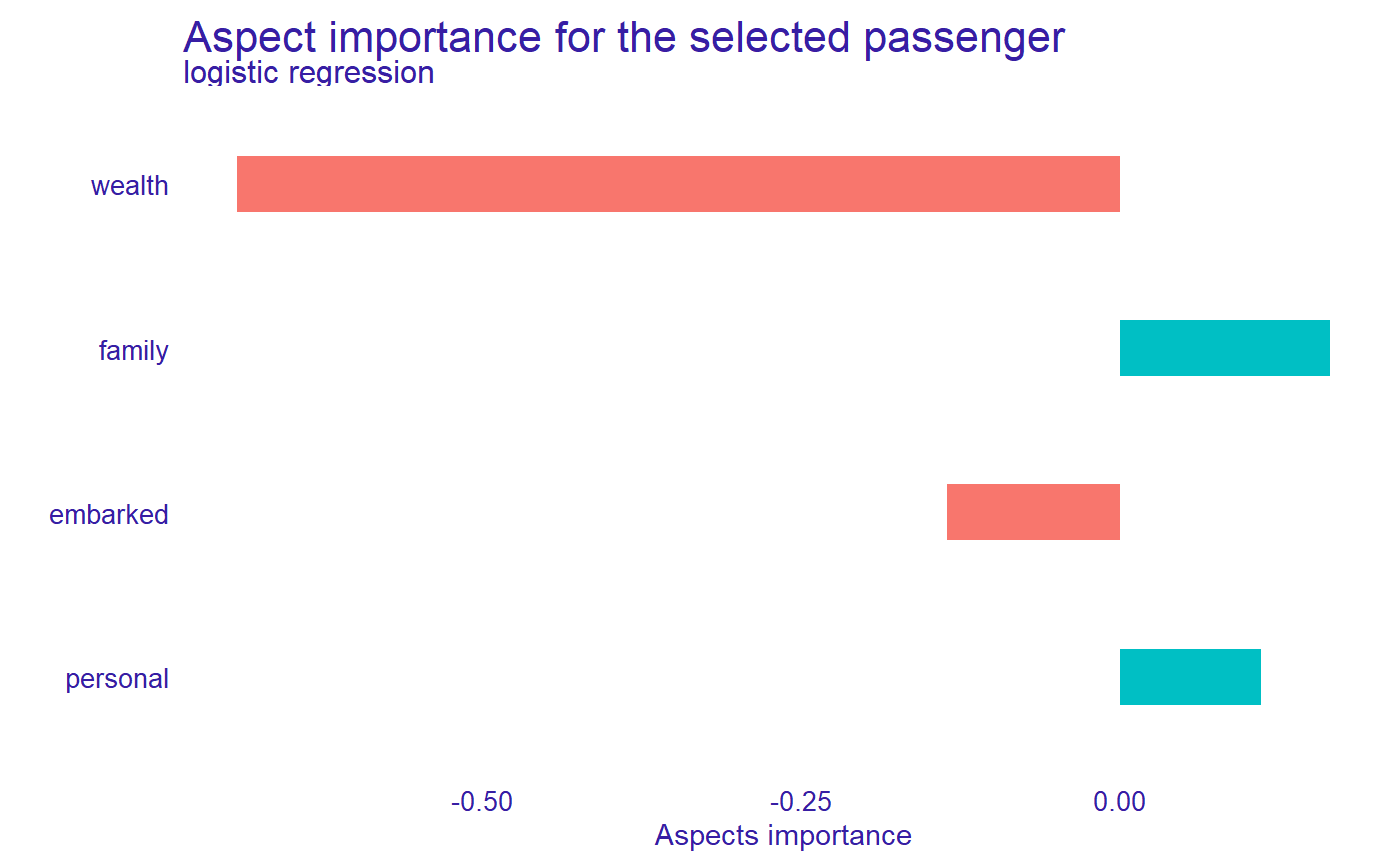 Aspect importance for the selected passenger
logistic regression
wealth
family
embarked
personal
-0.50 -0.25 0.00
Aspects importance